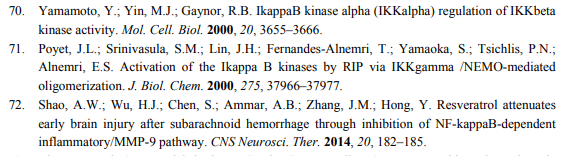 70. Yamamoto, Y.; Yin, M.J.; Gaynor, R.B. IkappaB kinase alpha (IKKalpha) regulation of IKKbeta
kinase activity. Mol. Cell. Biol. 2000, 20, 3655–3666.
71. Poyet, J.L.; Srinivasula, S.M.; Lin, J.H.; Fernandes-Alnemri, T.; Yamaoka, S.; Tsichlis, P.N.;
Alnemri, E.S. Activation of the Ikappa B kinases by RIP via IKKgamma /NEMO-mediated
oligomerization. J. Biol. Chem. 2000, 275, 37966–37977.
72. Shao, A.W.; Wu, H.J.; Chen, S.; Ammar, A.B.; Zhang, J.M.; Hong, Y. Resveratrol attenuates
early brain injury after subarachnoid hemorrhage through inhibition of NF-kappaB-dependent
inflammatory/MMP-9 pathway. CNS Neurosci. Ther. 2014, 20, 182–185.